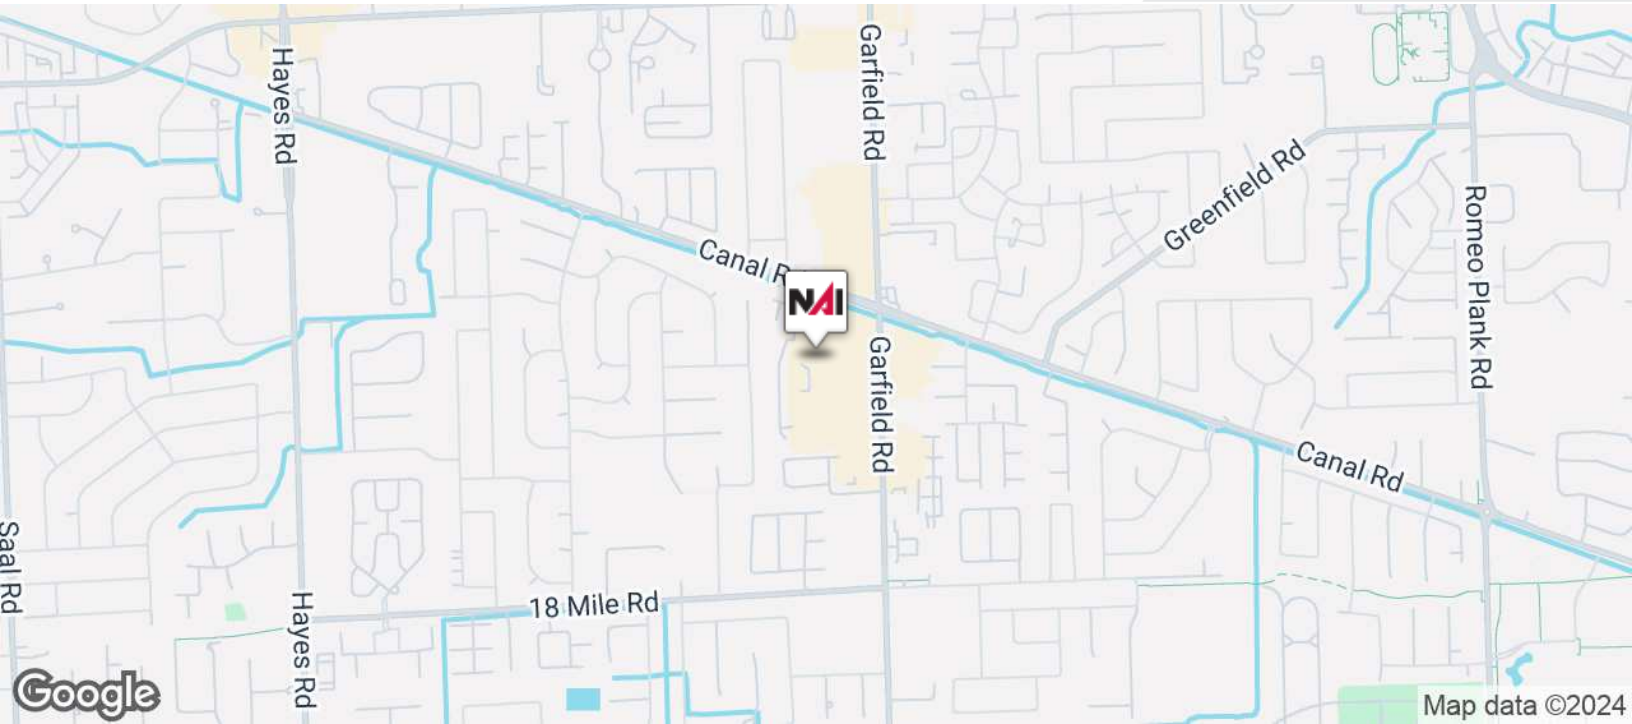 Hayes Rd
Garfield Rd
Greenfield Rd
Romeo Plank Rd
Canal R
NAI
Garfield Rd
Canal Rd
Saal Rd
Hayes Rd
18 Mile Rd
Google
Map data ©2024